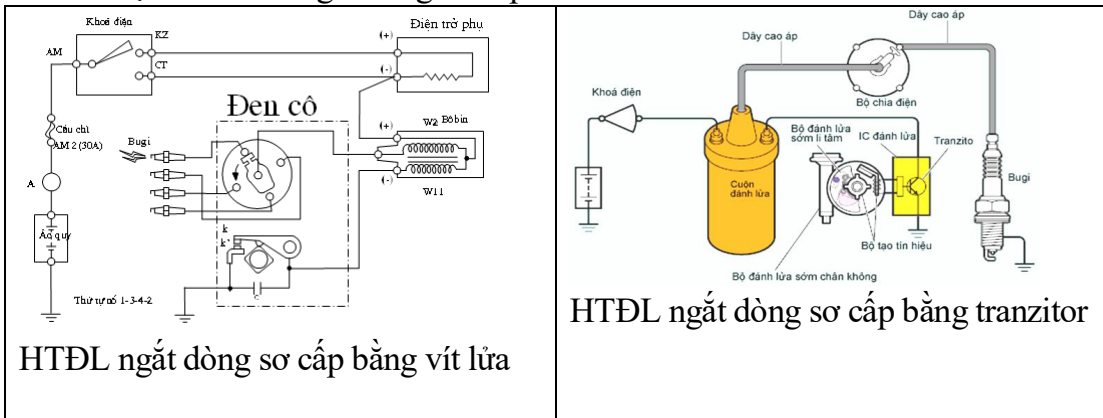 Khoá điện
KZ
AM
CT
Điện trở phụ
(+)
(-)
Cầu chì
AM 2 (30A)
A
Ắc quy
Thứ tự nổ 1-3-4-2
Bugi
Đen cô
k
k'
C
(+)
W2 Bôbin
(-)
W11
HTĐL ngắt dòng sơ cấp bằng vít lửa
Dây cao áp
Dây cao áp
Khoá điện
Bộ chia điện
Bộ đánh lửa
sớm li tâm
IC đánh lửa
Tranzito
Cuộn
đánh lửa
Bugi
Bộ tạo tín hiệu
Bộ đánh lửa sớm chân không
HTĐL ngắt dòng sơ cấp bằng tranzitor